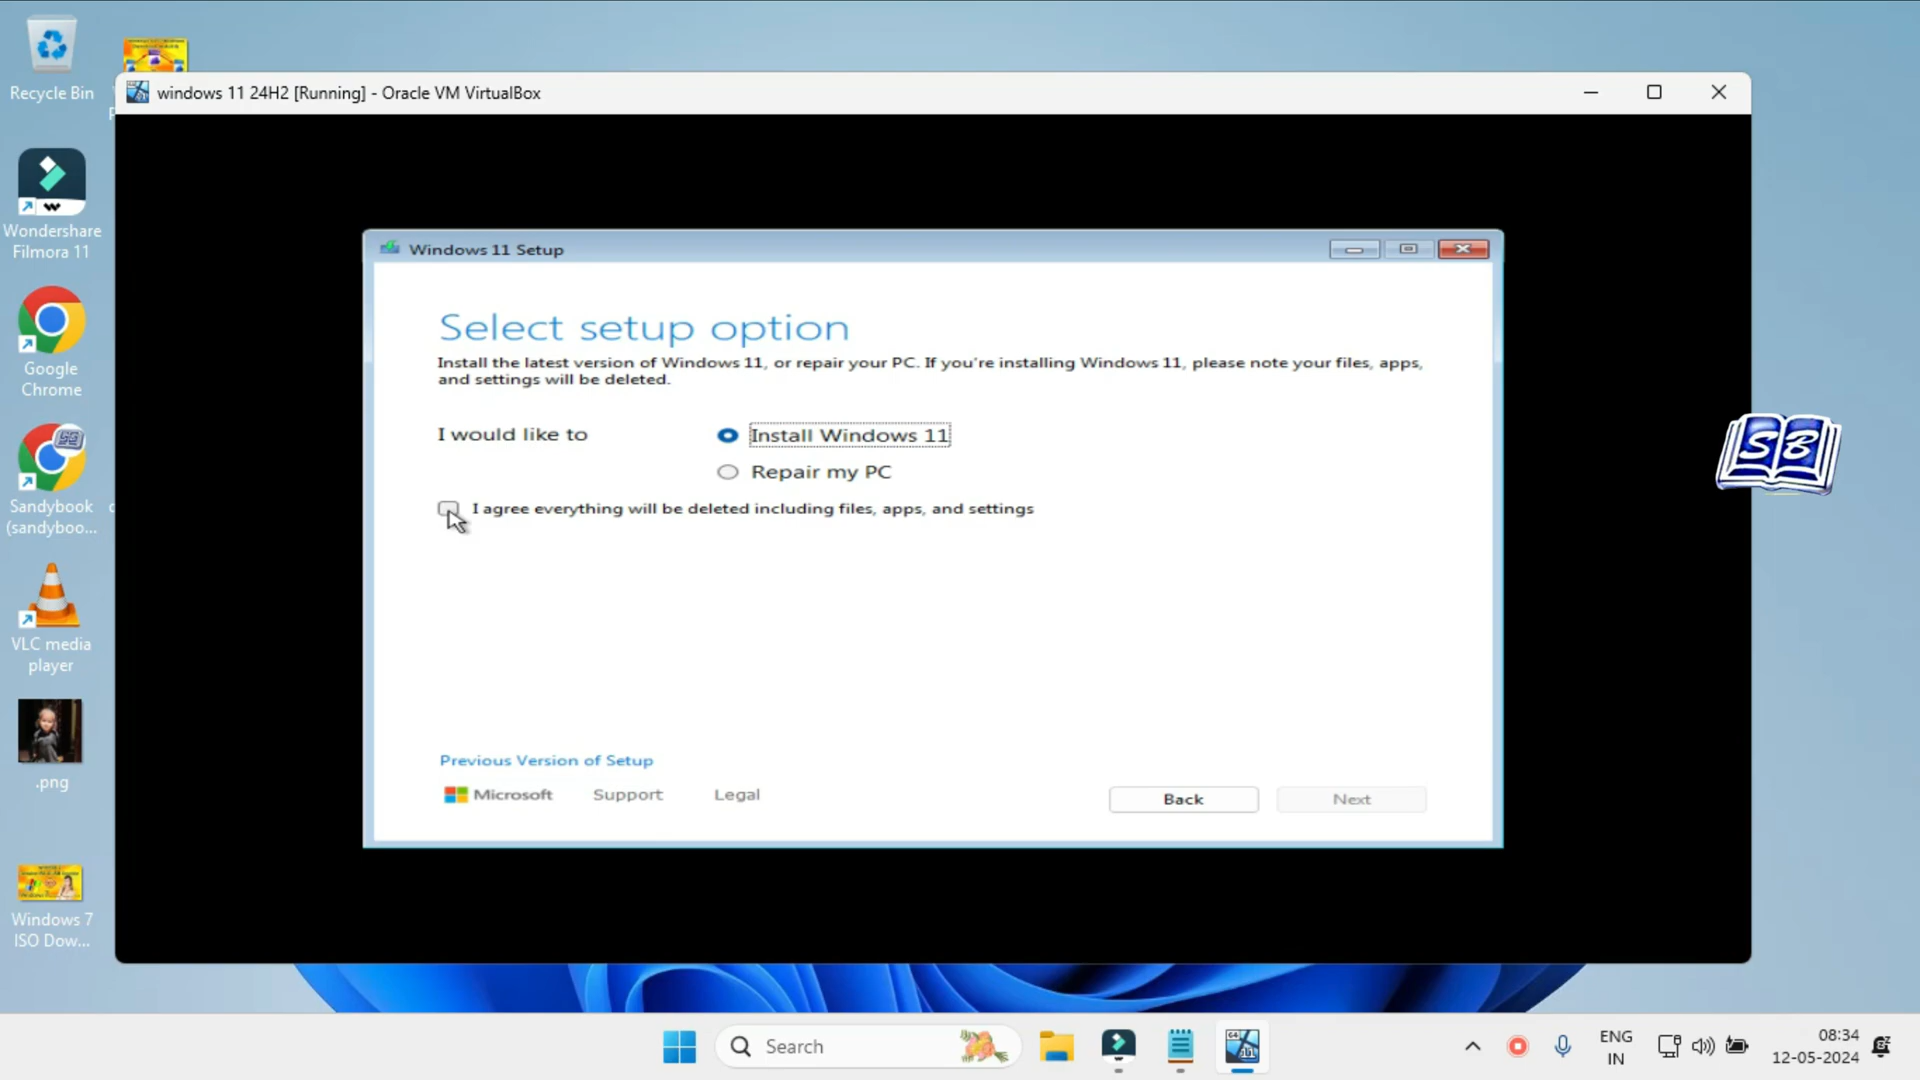 Recycle Bin
windows 11 24H2 [Running] - Oracle VM VirtualBox
Wondershare
Filmora 11
Google
Chrome
Sandybook
(sandyboo...
VLC media
player
.png
Windows 7
ISO Dow...
Windows 11 Setup
Select setup option
Install the latest version of Windows 11, or repair your PC. If you're installing Windows 11, please note your files, apps,
and settings will be deleted.
I would like to
Install Windows 11
Repair my PC
I agree everything will be deleted including files, apps, and settings
Previous Version of Setup
Microsoft Support Legal
Back
Next
SB
Search
ENG
IN
08:34
12-05-2024